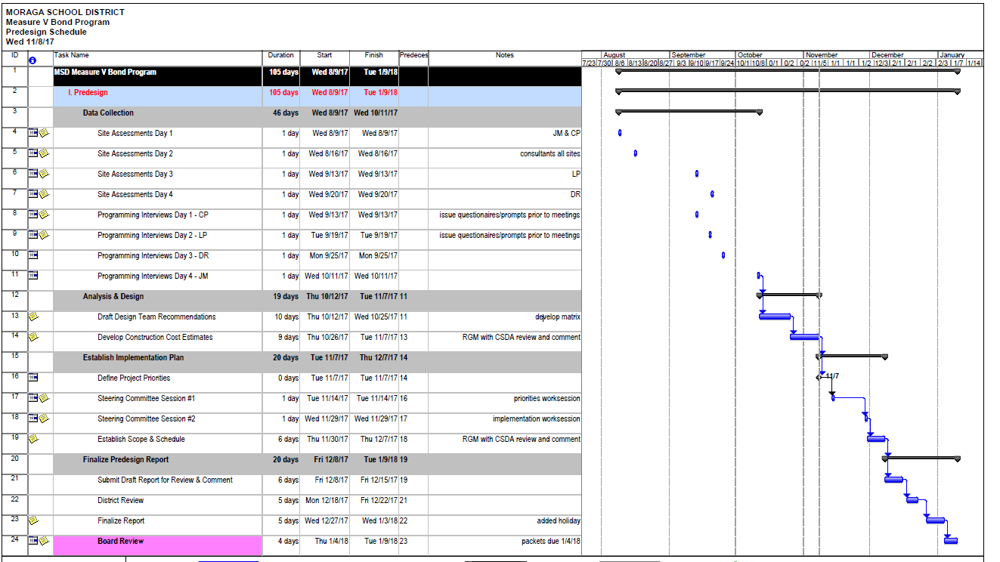 MORAGA SCHOOL DISTRICT
Measure V Bond Program
Predesign Schedule
Wed 11/8/17
ID Task Name Duration Start Finish Predeces Notes August September October November December January
7/23 7/30 8/6 8/13 8/20 8/27 9/3 9/10 9/17 9/24 10/1 10/8 0/1 0/2 0/2 11/5 1/1 1/1 1/2 12/3 2/1 2/1 2/2 2/3 1/7 1/14
1 MSD Measure V Bond Program 105 days Wed 8/9/17 Tue 1/9/18
2 I. Predesign 105 days Wed 8/9/17 Tue 1/9/18
3 Data Collection 46 days Wed 8/9/17 Wed 10/11/17
4 Site Assessments Day 1 1 day Wed 8/9/17 Wed 8/9/17 JM & CP
5 Site Assessments Day 2 1 day Wed 8/16/17 Wed 8/16/17 consultants all sites
6 Site Assessments Day 3 1 day Wed 9/13/17 Wed 9/13/17 LP
7 Site Assessments Day 4 1 day Wed 9/20/17 Wed 9/20/17 DR
8 Programming Interviews Day 1 - CP 1 day Wed 9/13/17 Wed 9/13/17 issue questionaires/prompts prior to meetings
9 Programming Interviews Day 2 - LP 1 day Tue 9/19/17 Tue 9/19/17 issue questionaires/prompts prior to meetings
10 Programming Interviews Day 3 - DR 1 day Mon 9/25/17 Mon 9/25/17
11 Programming Interviews Day 4 - JM 1 day Wed 10/11/17 Wed 10/11/17
12 Analysis & Design 19 days Thu 10/12/17 Tue 11/7/17 11
13 Draft Design Team Recommendations 10 days Thu 10/12/17 Wed 10/25/17 11 develop matrix
14 Develop Construction Cost Estimates 9 days Thu 10/26/17 Tue 11/7/17 13 RGM with CSDA review and comment
15 Establish Implementation Plan 20 days Tue 11/7/17 Thu 12/7/17 14
16 Define Project Priorities 0 days Tue 11/7/17 Tue 11/7/17 14 11/7
17 Steering Committee Session #1 1 day Tue 11/14/17 Tue 11/14/17 16 priorities worksession
18 Steering Committee Session #2 1 day Wed 11/29/17 Wed 11/29/17 17 implementation worksession
19 Establish Scope & Schedule 6 days Thu 11/30/17 Thu 12/7/17 18 RGM with CSDA review and comment
20 Finalize Predesign Report 20 days Fri 12/8/17 Tue 1/9/18 19
21 Submit Draft Report for Review & Comment 6 days Fri 12/8/17 Fri 12/15/17 19
22 District Review 5 days Mon 12/18/17 Fri 12/22/17 21
23 Finalize Report 5 days Wed 12/27/17 Wed 1/3/18 22 added holiday
24 Board Review 4 days Thu 1/4/18 Tue 1/9/18 23 packets due 1/4/18